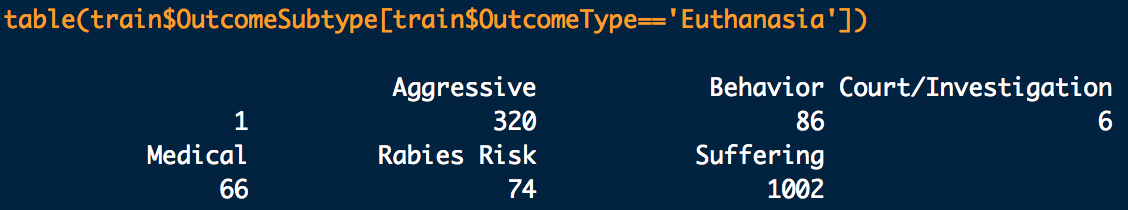 table(train$OutcomeSubtype[train$OutcomeType=='Euthanasia'])
Aggressive Behavior Court/Investigation
1 320 86 6
Medical Rabies Risk Suffering
66 74 1002